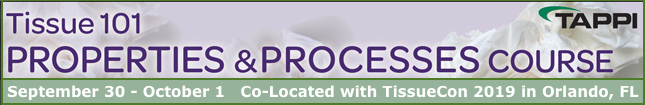 Tissue 101
TAPPI
PROPERTIES & PROCESSES COURSE
September 30 - October 1 Co-Located with TissueCon 2019 in Orlando, FL